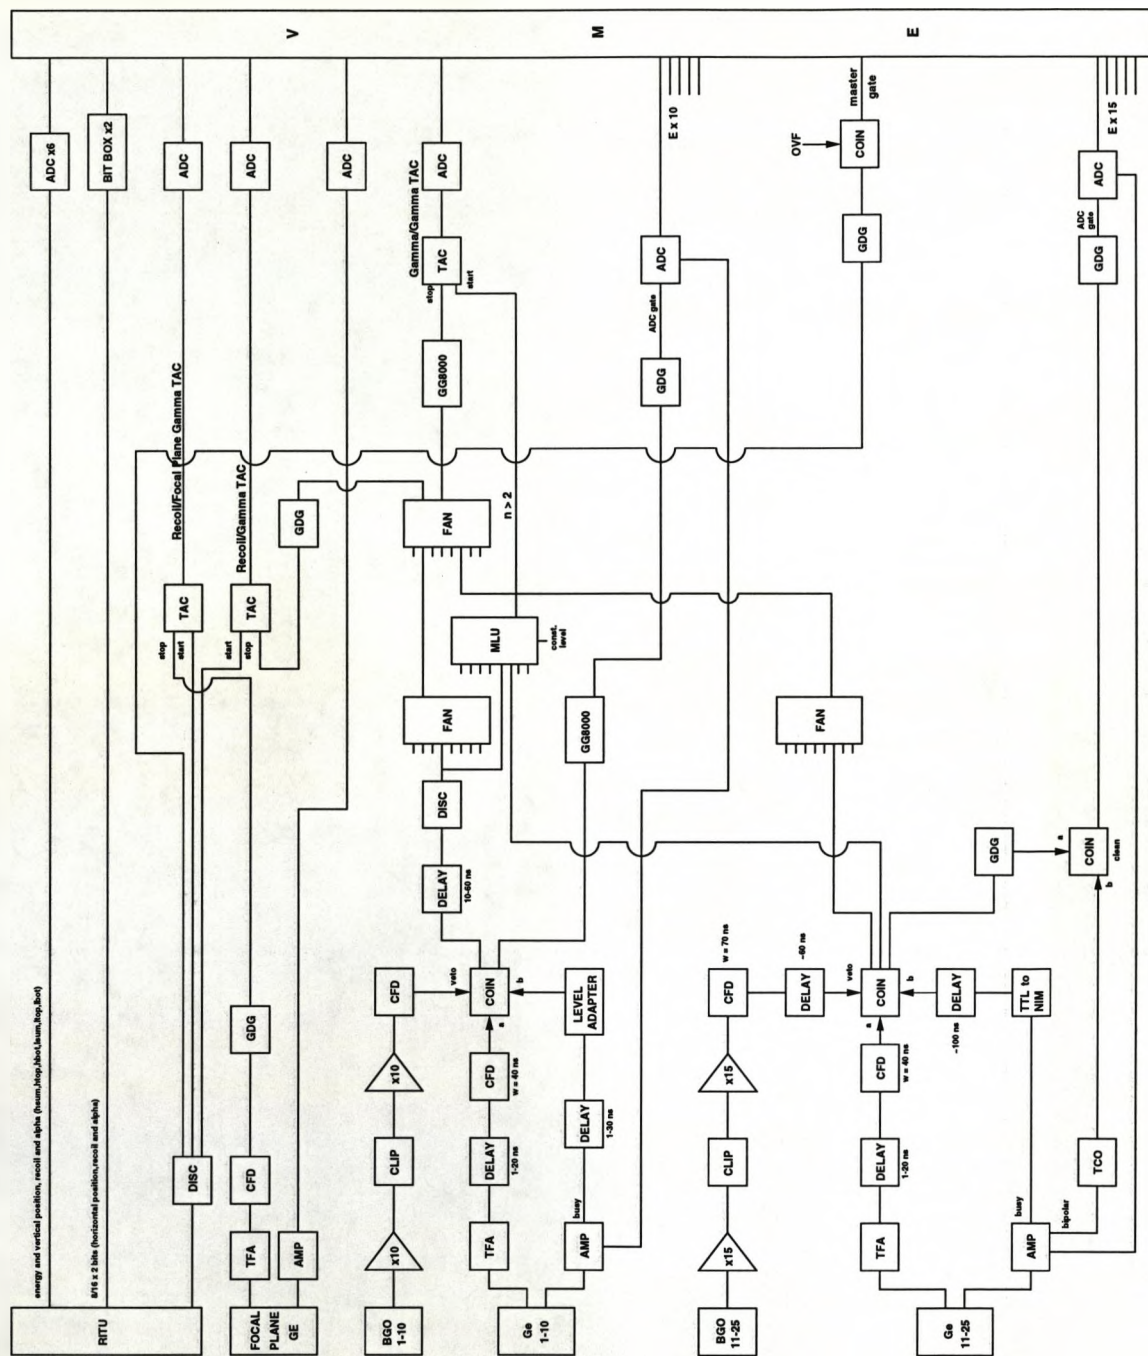 V
M
E
ADC x6
BIT BOX x2
ADC
ADC
ADC
ADC
Gamma/Gamma TAC
TAC
stop
start
GG8000
E x 10
ADC
ADC gate
GDG
OVF
COIN
master
gate
GDG
E x 15
ADC
ADC
gate
GDG
Recoil/Focal Plane Gamma TAC
TAC
stop
start
Recoil/Gamma TAC
TAC
start
stop
GDG
FAN
n > 2
MLU
const.
level
FAN
GG8000
FAN
DISC
DELAY
10-60 ns
GDG
a
COIN
clean
b
energy and vertical position, recoil and alpha (hsum,htop,hbot,lsum,ltop,lbot)
8/16 x 2 bits (horizontal position,recoil and alpha)
RITU
DISC
GDG
CFD
TFA
AMP
FOCAL
PLANE
GE
CFD
x10
CLIP
x10
BGO
1-10
veto
COIN
a
b
CFD
w = 40 ns
DELAY
1-20 ns
TFA
LEVEL
ADAPTER
DELAY
1-30 ns
busy
AMP
Ge
1-10
CFD
w = 70 ns
x15
CLIP
x15
BGO
11-25
DELAY
~60 ns
veto
COIN
a
b
CFD
w = 40 ns
DELAY
1-20 ns
TFA
DELAY
~100 ns
TTL to
NIM
busy
AMP
bipolar
TCO
Ge
11-25